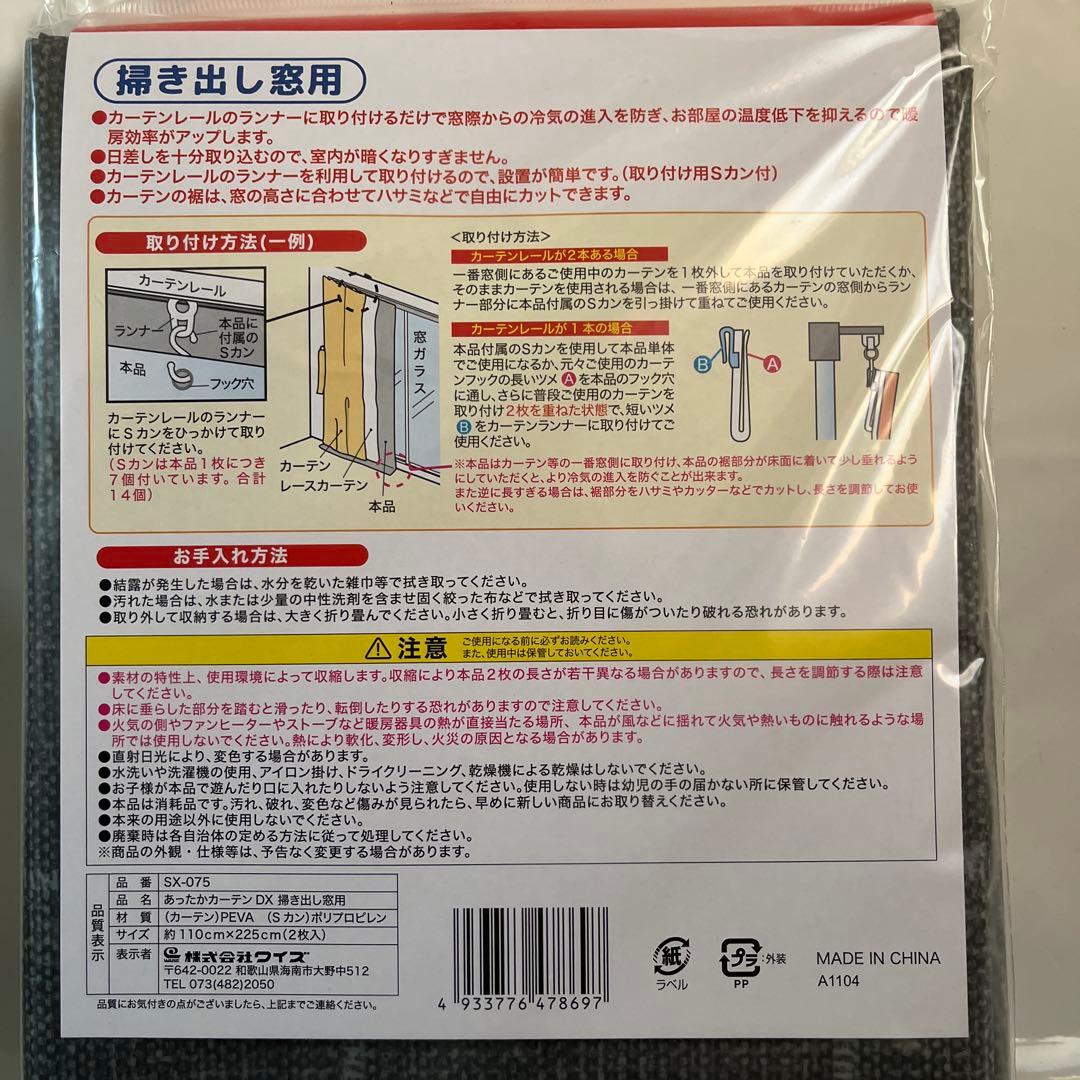 掃き出し窓用
●カーテンレールのランナーに取り付けるだけで窓際からの冷気の進入を防ぎ、お部屋の温度低下を抑えるので暖
房効率がアップします。
●日差しを十分取り込むので、室内が暗くなりすぎません。
●カーテンレールのランナーを利用して取り付けるので、設置が簡単です。(取り付け用Sカン付)
●カーテンの裾は、窓の高さに合わせてハサミなどで自由にカットできます。
取り付け方法(一例)
カーテンレール
ランナー
本品に
付属の
Sカン
本品
フック穴
カーテンレールのランナー
にSカンをひっかけて取り
付けてください。
(Sカンは本品1枚につき
7個付いています。合計
14個)
窓ガラス
カーテン
レースカーテン
本品
<取り付け方法>
カーテンレールが2本ある場合
一番窓側にあるご使用中のカーテンを1枚外して本品を取り付けていただくか、
そのままカーテンを使用される場合は、一番窓側にあるカーテンの窓側からラン
ナー部分に本品付属のSカンを引っ掛けて重ねてご使用ください。
カーテンレールが1本の場合
本品付属のSカンを使用して本品単体
でご使用になるか、元々ご使用のカーテ
ンフックの長いツメAを本品のフック穴
に通し、さらに普段ご使用のカーテンを
取り付け2枚を重ねた状態で、短いツメ
Bをカーテンランナーに取り付けてご
使用ください。
B
A
※本品はカーテン等の一番窓側に取り付け、本品の裾部分が床面に着いて少し垂れるよう
にしていただくと、より冷気の進入を防ぐことが出来ます。
また逆に長すぎる場合は、裾部分をハサミやカッターなどでカットし、長さを調節してお使
いください。
お手入れ方法
●結露が発生した場合は、水分を乾いた雑巾等で拭き取ってください。
●汚れた場合は、水または少量の中性洗剤を含ませ固く絞った布などで拭き取ってください。
●取り外して収納する場合は、大きく折り畳んでください。小さく折り畳むと、折り目に傷がついたり破れる恐れがあります。
注意
ご使用になる前に必ずお読みください。
また、使用中は保管しておいてください。
●素材の特性上、使用環境によって収縮します。収縮により本品2枚の長さが若干異なる場合がありますので、長さを調節する際は注意
してください。
●床に垂らした部分を踏むと滑ったり、転倒したりする恐れがありますので注意してください。
●火気の側やファンヒーターやストーブなど暖房器具の熱が直接当たる場所、本品が風などに揺れて火気や熱いものに触れるような場
所では使用しないでください。熱により軟化、変形し、火災の原因となる場合があります。
●直射日光により、変色する場合があります。
●水洗いや洗濯機の使用、アイロン掛け、ドライクリーニング、乾燥機による乾燥はしないでください。
●お子様が本品で遊んだり口に入れたりしないよう注意してください。使用しない時は幼児の手の届かない所に保管してください。
●本品は消耗品です。汚れ、破れ、変色など傷みが見られたら、早めに新しい商品にお取り替えください。
●本来の用途以外に使用しないでください。
●廃棄時は各自治体の定める方法に従って処理してください。
※商品の外観・仕様等は、予告なく変更する場合があります。
品質表示
品 番 SX-075
品 名 あったかカーテン DX 掃き出し窓用
材 質 (カーテン)PEVA (Sカン)ポリプロピレン
サイズ 約110cm×225cm(2枚入)
表示者 株式会社ワイズ
〒642-0022 和歌山県海南市大野中512
TEL 073(482)2050
品質にお気付きの点がございましたら、上記までご連絡ください。
4 933776 478697
紙
ラベル
プラ
:外装
PP
MADE IN CHINA
A1104